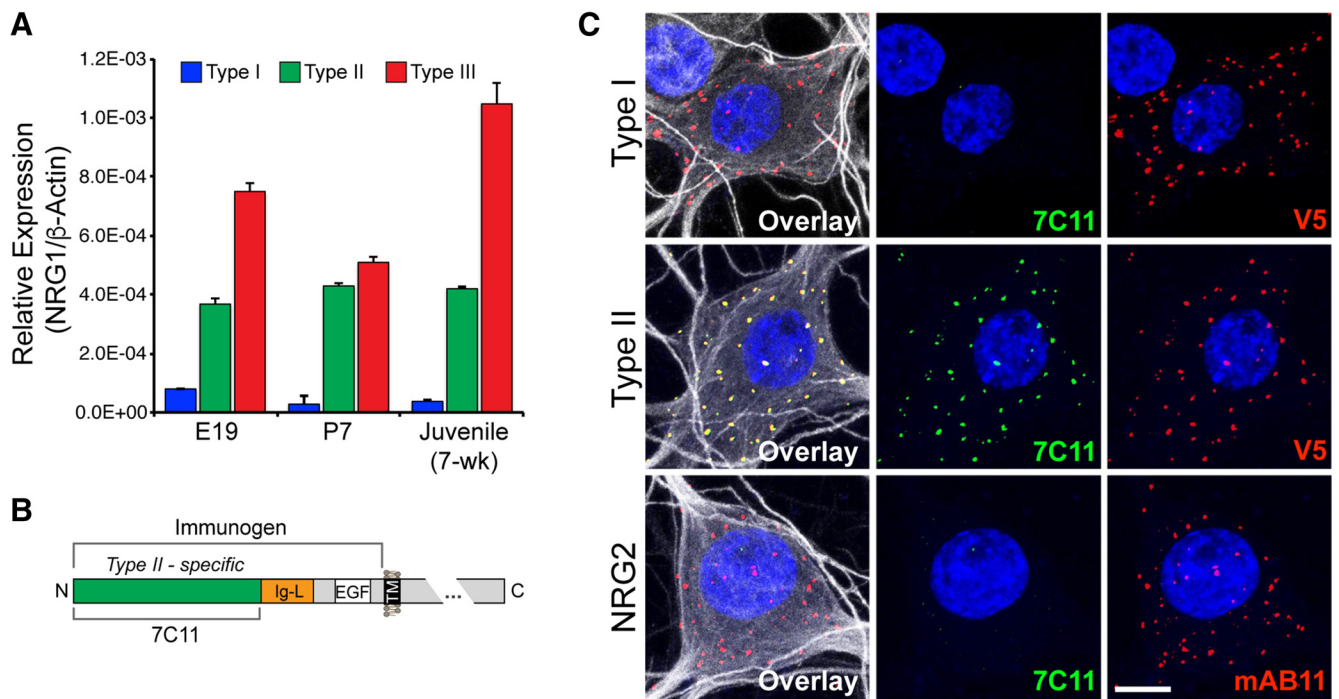 A
1.2E-03
1.0E-03
8.0E-04
6.0E-04
4.0E-04
2.0E-04
0.0E+00
Relative Expression
(NRG1/β-Actin)
Type I Type II Type III
E19 P7 Juvenile
(7-wk)
B
Immunogen
Type II - specific
N Ig-L EGF TM ... C
7C11
C
Type I
Overlay 7C11 V5
Type II
Overlay 7C11 V5
NRG2
Overlay 7C11 mAB11